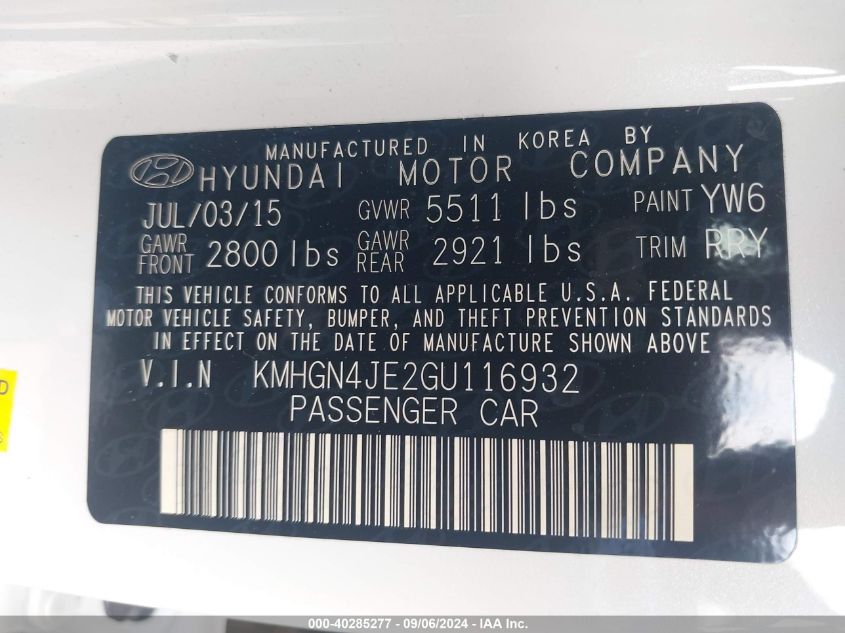 MANUFACTURED IN KOREA BY
HYUNDAI MOTOR COMPANY
JUL/03/15 GVWR 5511 lbs PAINT YW6
GAWR FRONT 2800 lbs GAWR REAR 2921 lbs TRIM RRY
THIS VEHICLE CONFORMS TO ALL APPLICABLE U.S.A. FEDERAL
MOTOR VEHICLE SAFETY, BUMPER, AND THEFT PREVENTION STANDARDS
IN EFFECT ON THE DATE OF MANUFACTURE SHOWN ABOVE
V.I.N KMHGN4JE2GU116932
PASSENGER CAR
D
000-40285277 - 09/06/2024 - IAA Inc.